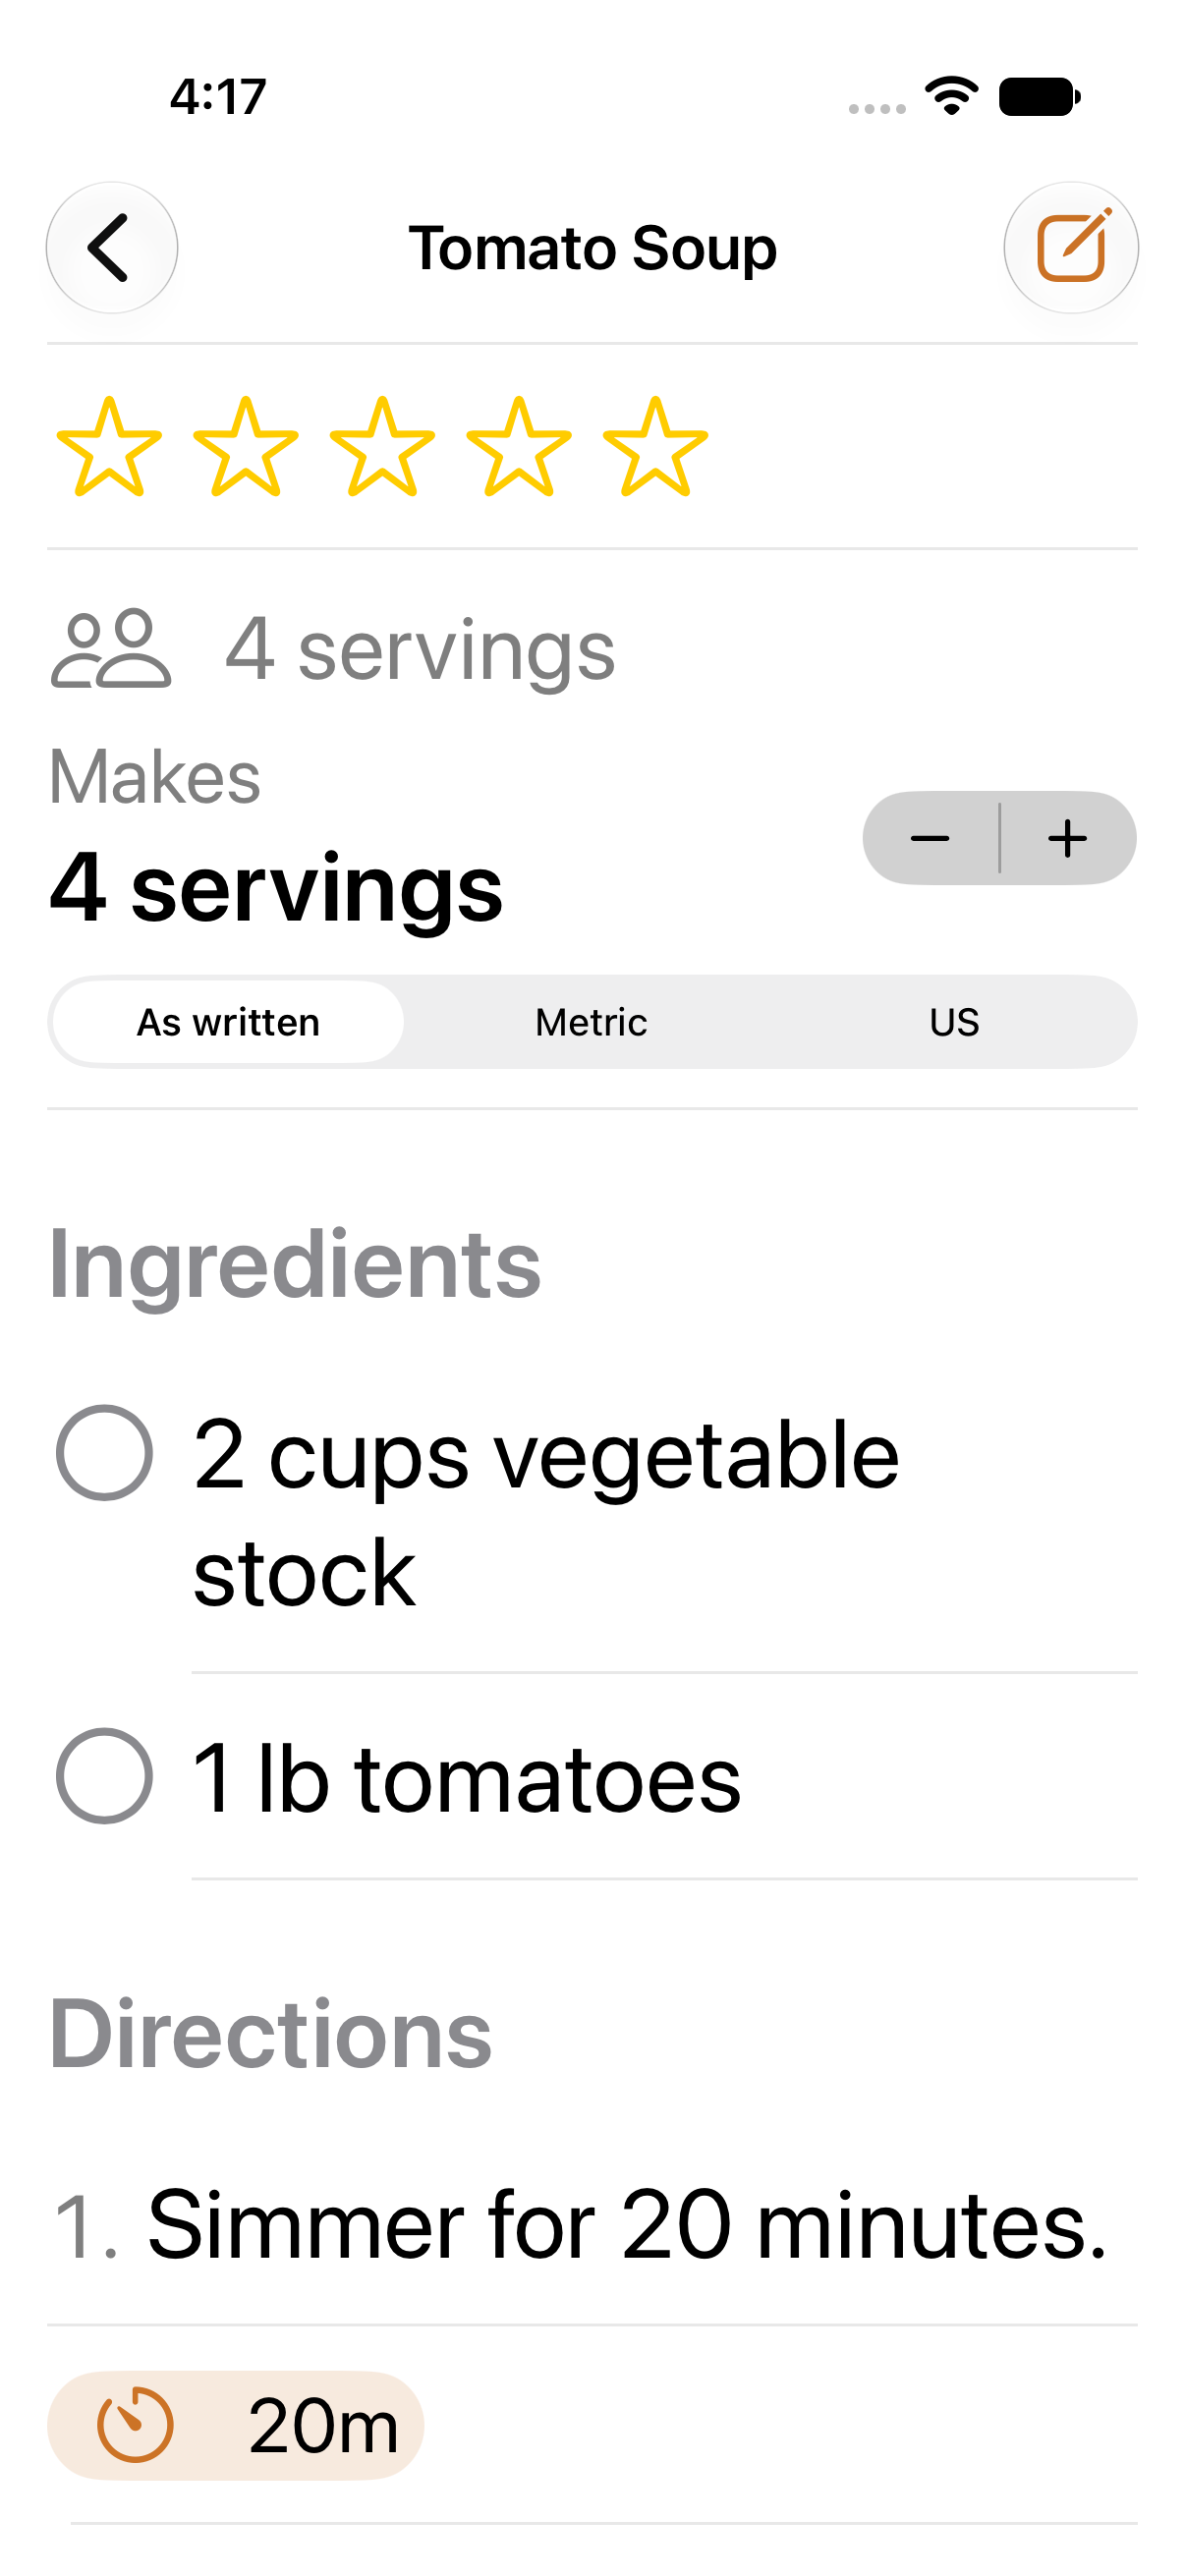 4:17
Tomato Soup
4 servings
Makes
4 servings
As written Metric US
Ingredients
2 cups vegetable
stock
1 lb tomatoes
Directions
1. Simmer for 20 minutes.
20m